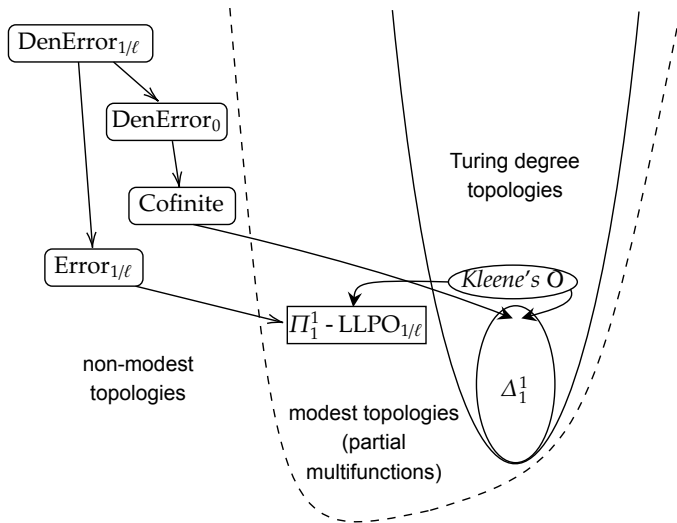 DenError₁/ℓ
DenError₀
Cofinite
Error₁/ℓ
Turing degree
topologies
Kleene's O
Π¹₁ - LLPO₁/ℓ
non-modest
topologies
modest topologies
(partial
multifunctions)
Δ¹₁